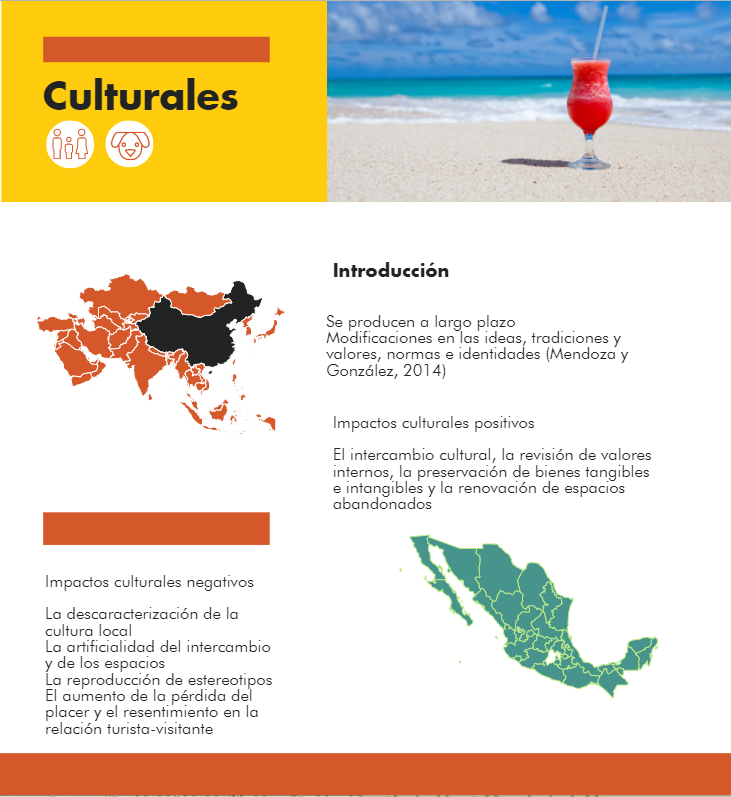 Culturales
Introducción
Se producen a largo plazo
Modificaciones en las ideas, tradiciones y
valores, normas e identidades (Mendoza y
González, 2014)
Impactos culturales positivos
El intercambio cultural, la revisión de valores
internos, la preservación de bienes tangibles
e intangibles y la renovación de espacios
abandonados
Impactos culturales negativos
La descaracterización de la
cultura local
La artificialidad del intercambio
y de los espacios
La reproducción de estereotipos
El aumento de la pérdida del
placer y el resentimiento en la
relación turista-visitante